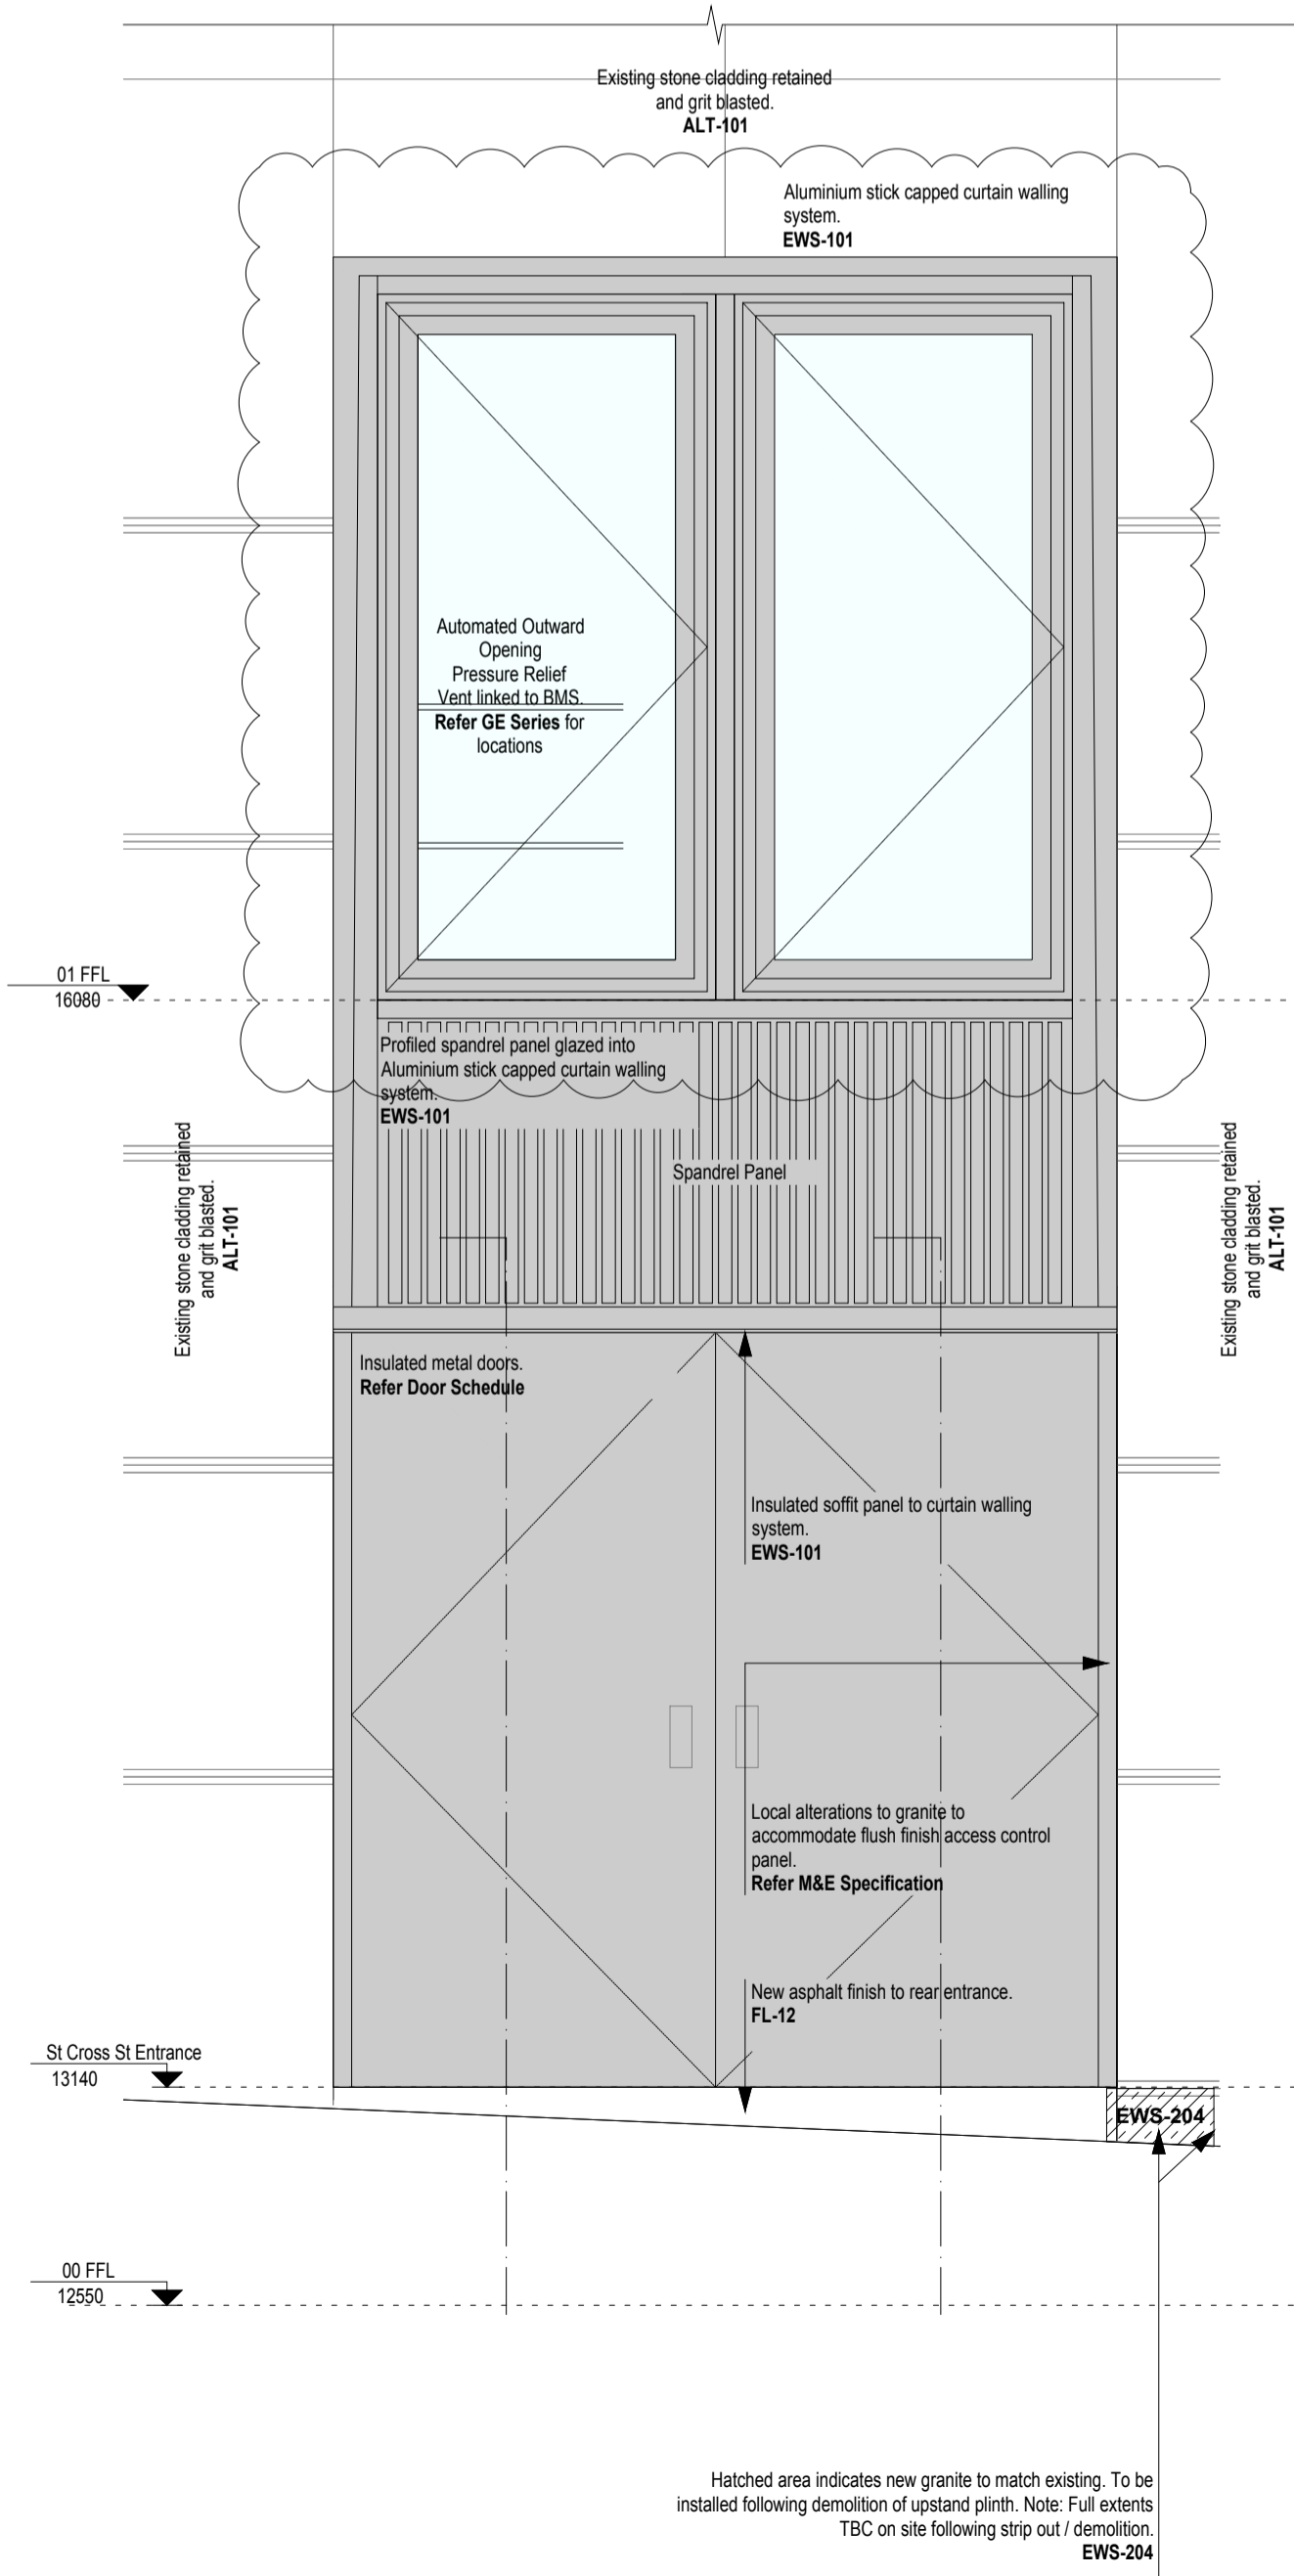 Existing stone cladding retained
and grit blasted.
ALT-101
Aluminium stick capped curtain walling
system.
EWS-101
Automated Outward
Opening
Pressure Relief
Vent linked to BMS.
Refer GE Series for
locations
01 FFL
16080
Profiled spandrel panel glazed into
Aluminium stick capped curtain walling
system.
EWS-101
Spandrel Panel
Existing stone cladding retained
and grit blasted.
ALT-101
Existing stone cladding retained
and grit blasted.
ALT-101
Insulated metal doors.
Refer Door Schedule
Insulated soffit panel to curtain walling
system.
EWS-101
Local alterations to granite to
accommodate flush finish access control
panel.
Refer M&E Specification
New asphalt finish to rear entrance.
FL-12
St Cross St Entrance
13140
EWS-204
00 FFL
12550
Hatched area indicates new granite to match existing. To be
installed following demolition of upstand plinth. Note: Full extents
TBC on site following strip out / demolition.
EWS-204